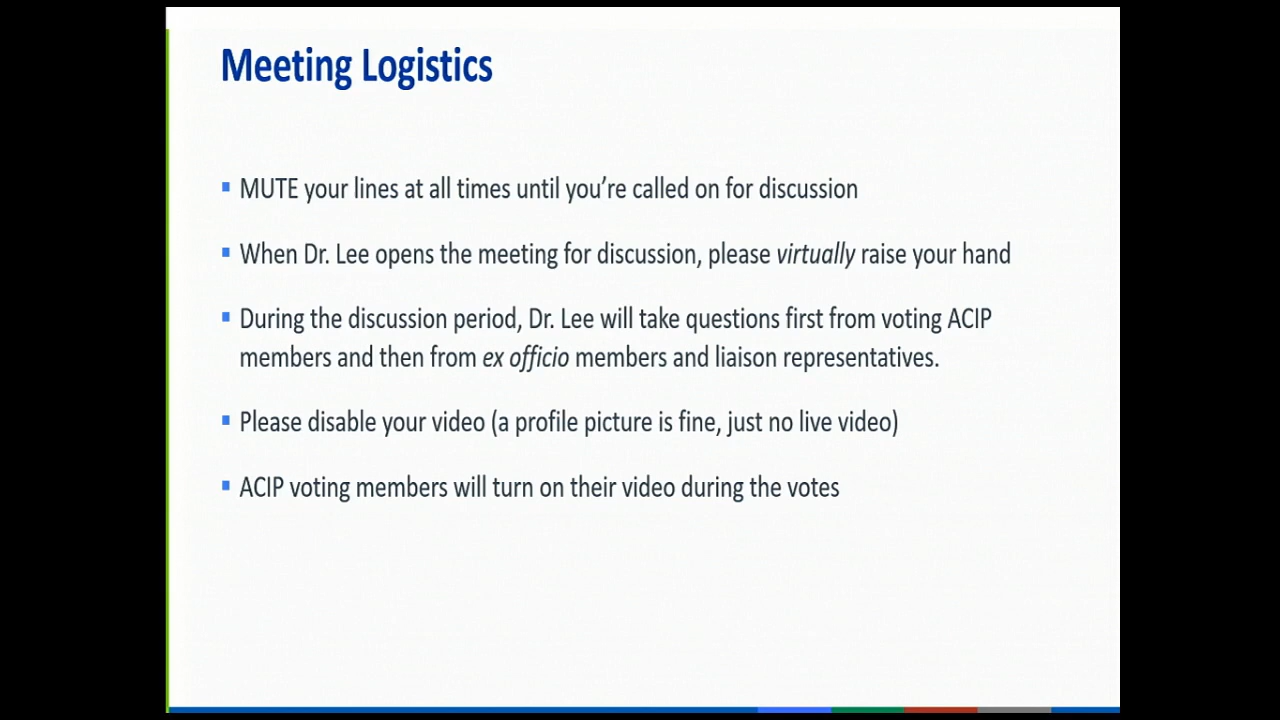 Meeting Logistics
▪ MUTE your lines at all times until you're called on for discussion
▪ When Dr. Lee opens the meeting for discussion, please virtually raise your hand
▪ During the discussion period, Dr. Lee will take questions first from voting ACIP
members and then from ex officio members and liaison representatives.
▪ Please disable your video (a profile picture is fine, just no live video)
▪ ACIP voting members will turn on their video during the votes